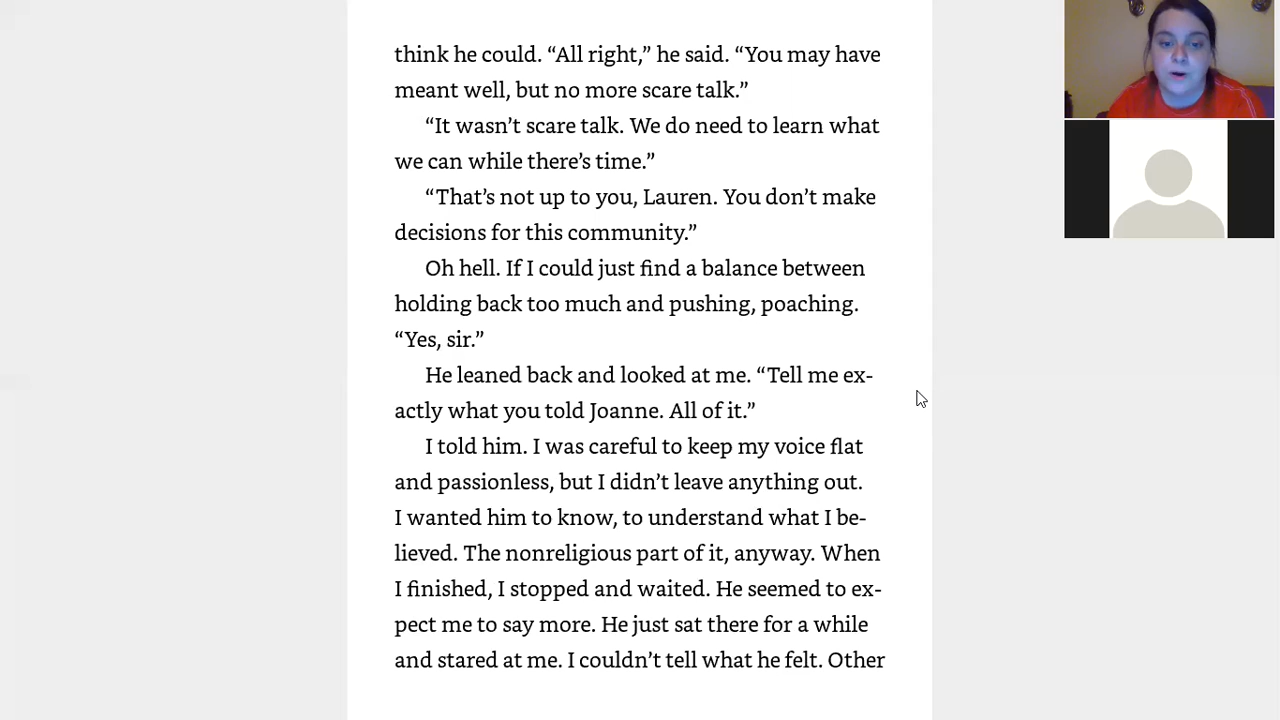 think he could. “All right,” he said. “You may have
meant well, but no more scare talk.”
“It wasn’t scare talk. We do need to learn what
we can while there’s time.”
“That’s not up to you, Lauren. You don’t make
decisions for this community.”
Oh hell. If I could just find a balance between
holding back too much and pushing, poaching.
“Yes, sir.”
He leaned back and looked at me. “Tell me ex-
actly what you told Joanne. All of it.”
I told him. I was careful to keep my voice flat
and passionless, but I didn’t leave anything out.
I wanted him to know, to understand what I be-
lieved. The nonreligious part of it, anyway. When
I finished, I stopped and waited. He seemed to ex-
pect me to say more. He just sat there for a while
and stared at me. I couldn’t tell what he felt. Other